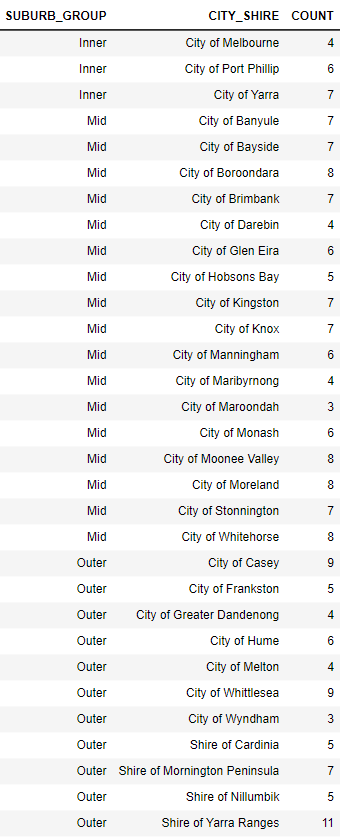 SUBURB_GROUP CITY_SHIRE COUNT
Inner City of Melbourne 4
Inner City of Port Phillip 6
Inner City of Yarra 7
Mid City of Banyule 7
Mid City of Bayside 7
Mid City of Boroondara 8
Mid City of Brimbank 7
Mid City of Darebin 4
Mid City of Glen Eira 6
Mid City of Hobsons Bay 5
Mid City of Kingston 7
Mid City of Knox 7
Mid City of Manningham 6
Mid City of Maribyrnong 4
Mid City of Maroondah 3
Mid City of Monash 6
Mid City of Moonee Valley 8
Mid City of Moreland 8
Mid City of Stonnington 7
Mid City of Whitehorse 8
Outer City of Casey 9
Outer City of Frankston 5
Outer City of Greater Dandenong 4
Outer City of Hume 6
Outer City of Melton 4
Outer City of Whittlesea 9
Outer City of Wyndham 3
Outer Shire of Cardinia 5
Outer Shire of Mornington Peninsula 7
Outer Shire of Nillumbik 5
Outer Shire of Yarra Ranges 11